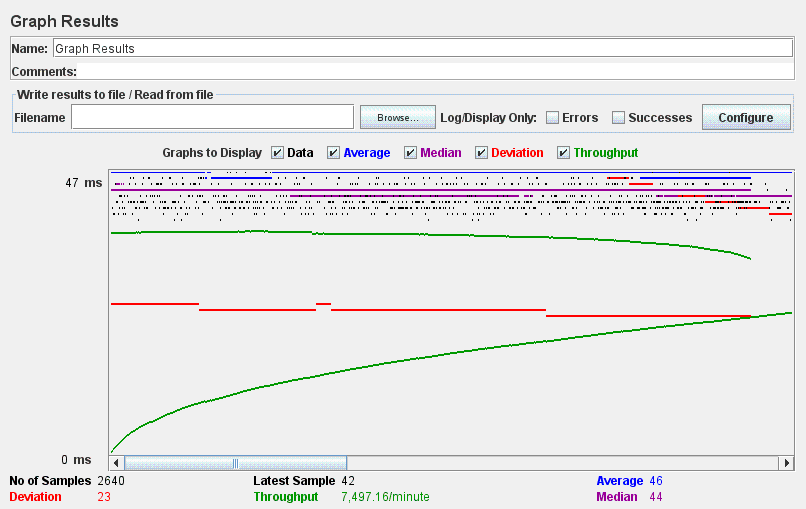 Graph Results
Name: Graph Results
Comments:
Write results to file / Read from file
Filename Browse... Log/Display Only: Errors Successes Configure
Graphs to Display Data Average Median Deviation Throughput
47 ms
0 ms
No of Samples 2640 Latest Sample 42 Average 46
Deviation 23 Throughput 7,497.16/minute Median 44